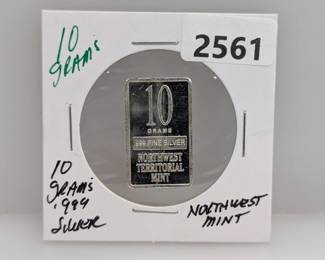 10
GRAMS
2561
10
GRAMS
.999 FINE SILVER
NORTHWEST
TERRITORIAL
MINT
10
GRAMS
.999
SILVER
NORTHWEST
MINT